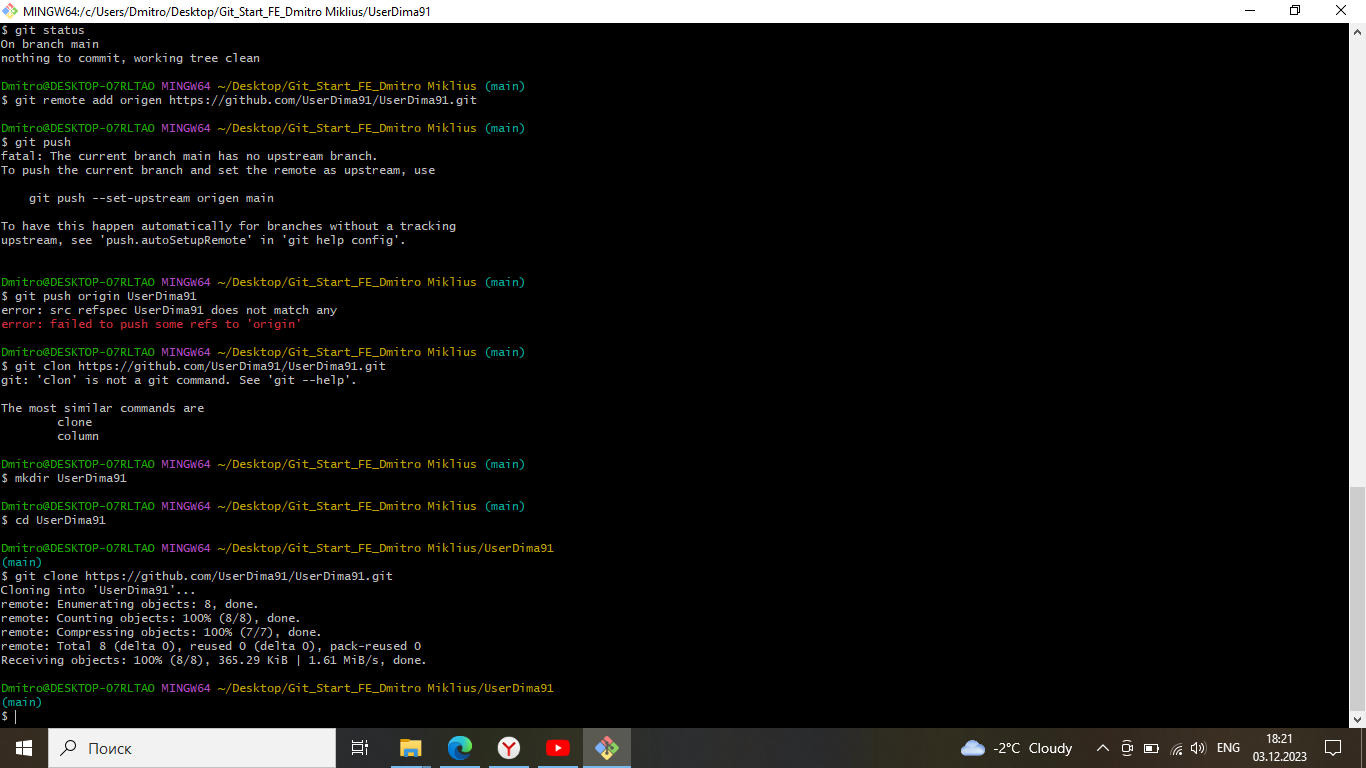 MINGW64:/c/Users/Dmitro/Desktop/Git_Start_FE_Dmitro Miklius/UserDima91
$ git status
On branch main
nothing to commit, working tree clean
Dmitro@DESKTOP-O7RLTAO MINGW64 ~/Desktop/Git_Start_FE_Dmitro Miklius (main)
$ git remote add origen https://github.com/UserDima91/UserDima91.git
Dmitro@DESKTOP-O7RLTAO MINGW64 ~/Desktop/Git_Start_FE_Dmitro Miklius (main)
$ git push
fatal: The current branch main has no upstream branch.
To push the current branch and set the remote as upstream, use
git push --set-upstream origen main
To have this happen automatically for branches without a tracking
upstream, see 'push.autoSetupRemote' in 'git help config'.
Dmitro@DESKTOP-O7RLTAO MINGW64 ~/Desktop/Git_Start_FE_Dmitro Miklius (main)
$ git push origin UserDima91
error: src refspec UserDima91 does not match any
error: failed to push some refs to 'origin'
Dmitro@DESKTOP-O7RLTAO MINGW64 ~/Desktop/Git_Start_FE_Dmitro Miklius (main)
$ git clon https://github.com/UserDima91/UserDima91.git
git: 'clon' is not a git command. See 'git --help'.
The most similar commands are
clone
column
Dmitro@DESKTOP-O7RLTAO MINGW64 ~/Desktop/Git_Start_FE_Dmitro Miklius (main)
$ mkdir UserDima91
Dmitro@DESKTOP-O7RLTAO MINGW64 ~/Desktop/Git_Start_FE_Dmitro Miklius (main)
$ cd UserDima91
Dmitro@DESKTOP-O7RLTAO MINGW64 ~/Desktop/Git_Start_FE_Dmitro Miklius/UserDima91
(main)
$ git clone https://github.com/UserDima91/UserDima91.git
Cloning into 'UserDima91'...
remote: Enumerating objects: 8, done.
remote: Counting objects: 100% (8/8), done.
remote: Compressing objects: 100% (7/7), done.
remote: Total 8 (delta 0), reused 0 (delta 0), pack-reused 0
Receiving objects: 100% (8/8), 365.29 KiB | 1.61 MiB/s, done.
Dmitro@DESKTOP-O7RLTAO MINGW64 ~/Desktop/Git_Start_FE_Dmitro Miklius/UserDima91
(main)
$
Поиск
-2°C Cloudy
ENG
18:21
03.12.2023